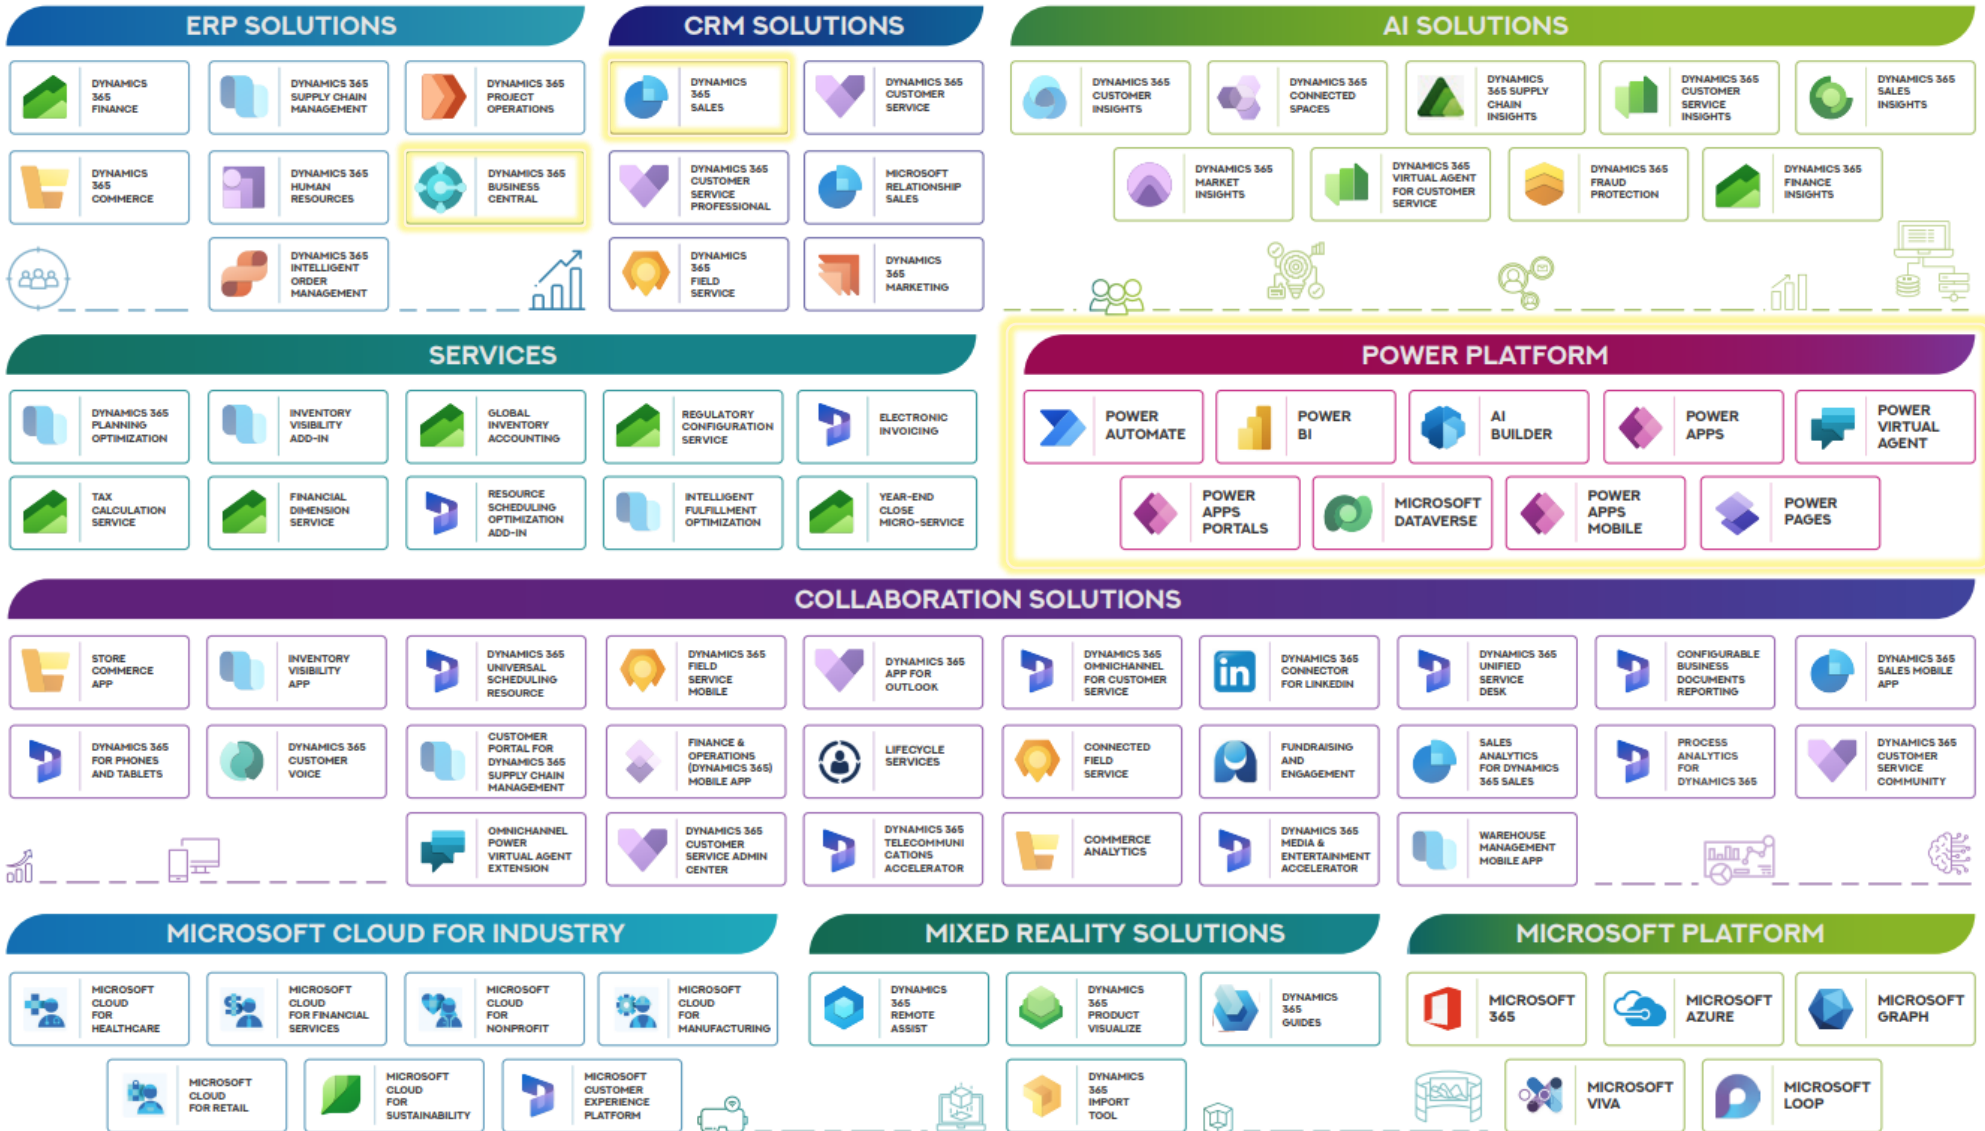 ERP SOLUTIONS
DYNAMICS
365
FINANCE
DYNAMICS 365
SUPPLY CHAIN
MANAGEMENT
DYNAMICS 365
PROJECT
OPERATIONS
DYNAMICS
365
COMMERCE
DYNAMICS 365
HUMAN
RESOURCES
DYNAMICS 365
BUSINESS
CENTRAL
DYNAMICS 365
INTELLIGENT
ORDER
MANAGEMENT
CRM SOLUTIONS
DYNAMICS
365
SALES
DYNAMICS 365
CUSTOMER
SERVICE
DYNAMICS 365
CUSTOMER
SERVICE
PROFESSIONAL
MICROSOFT
RELATIONSHIP
SALES
DYNAMICS
365
FIELD
SERVICE
DYNAMICS
365
MARKETING
AI SOLUTIONS
DYNAMICS 365
CUSTOMER
INSIGHTS
DYNAMICS 365
CONNECTED
SPACES
DYNAMICS
365 SUPPLY
CHAIN
INSIGHTS
DYNAMICS 365
CUSTOMER
SERVICE
INSIGHTS
DYNAMICS 365
SALES
INSIGHTS
DYNAMICS 365
MARKET
INSIGHTS
DYNAMICS 365
VIRTUAL AGENT
FOR CUSTOMER
SERVICE
DYNAMICS 365
FRAUD
PROTECTION
DYNAMICS 365
FINANCE
INSIGHTS
SERVICES
DYNAMICS 365
PLANNING
OPTIMIZATION
INVENTORY
VISIBILITY
ADD-IN
GLOBAL
INVENTORY
ACCOUNTING
REGULATORY
CONFIGURATION
SERVICE
ELECTRONIC
INVOICING
TAX
CALCULATION
SERVICE
FINANCIAL
DIMENSION
SERVICE
RESOURCE
SCHEDULING
OPTIMIZATION
ADD-IN
INTELLIGENT
FULFILLMENT
OPTIMIZATION
YEAR-END
CLOSE
MICRO-SERVICE
POWER PLATFORM
POWER
AUTOMATE
POWER
BI
AI
BUILDER
POWER
APPS
POWER
VIRTUAL
AGENT
POWER
APPS
PORTALS
MICROSOFT
DATAVERSE
POWER
APPS
MOBILE
POWER
PAGES
COLLABORATION SOLUTIONS
STORE
COMMERCE
APP
INVENTORY
VISIBILITY
APP
DYNAMICS 365
UNIVERSAL
SCHEDULING
RESOURCE
DYNAMICS 365
FIELD
SERVICE
MOBILE
DYNAMICS 365
APP FOR
OUTLOOK
DYNAMICS 365
OMNICHANNEL
FOR CUSTOMER
SERVICE
in
DYNAMICS 365
CONNECTOR
FOR LINKEDIN
DYNAMICS 365
UNIFIED
SERVICE
DESK
CONFIGURABLE
BUSINESS
DOCUMENTS
REPORTING
DYNAMICS 365
SALES MOBILE
APP
DYNAMICS 365
FOR PHONES
AND TABLETS
DYNAMICS 365
CUSTOMER
VOICE
CUSTOMER
PORTAL FOR
DYNAMICS 365
SUPPLY CHAIN
MANAGEMENT
FINANCE &
OPERATIONS
(DYNAMICS 365)
MOBILE APP
LIFECYCLE
SERVICES
CONNECTED
FIELD
SERVICE
FUNDRAISING
AND
ENGAGEMENT
SALES
ANALYTICS
FOR DYNAMICS
365 SALES
PROCESS
ANALYTICS
FOR
DYNAMICS 365
DYNAMICS 365
CUSTOMER
SERVICE
COMMUNITY
OMNICHANNEL
POWER
VIRTUAL AGENT
EXTENSION
DYNAMICS 365
CUSTOMER
SERVICE ADMIN
CENTER
DYNAMICS 365
TELECOMMUNI
CATIONS
ACCELERATOR
COMMERCE
ANALYTICS
DYNAMICS 365
MEDIA &
ENTERTAINMENT
ACCELERATOR
WAREHOUSE
MANAGEMENT
MOBILE APP
MICROSOFT CLOUD FOR INDUSTRY
MICROSOFT
CLOUD
FOR
HEALTHCARE
MICROSOFT
CLOUD
FOR FINANCIAL
SERVICES
MICROSOFT
CLOUD
FOR
NONPROFIT
MICROSOFT
CLOUD
FOR
MANUFACTURING
MICROSOFT
CLOUD
FOR RETAIL
MICROSOFT
CLOUD
FOR
SUSTAINABILITY
MICROSOFT
CUSTOMER
EXPERIENCE
PLATFORM
MIXED REALITY SOLUTIONS
DYNAMICS
365
REMOTE
ASSIST
DYNAMICS
365
PRODUCT
VISUALIZE
DYNAMICS
365
GUIDES
DYNAMICS
365
IMPORT
TOOL
MICROSOFT PLATFORM
MICROSOFT
365
MICROSOFT
AZURE
MICROSOFT
GRAPH
MICROSOFT
VIVA
MICROSOFT
LOOP